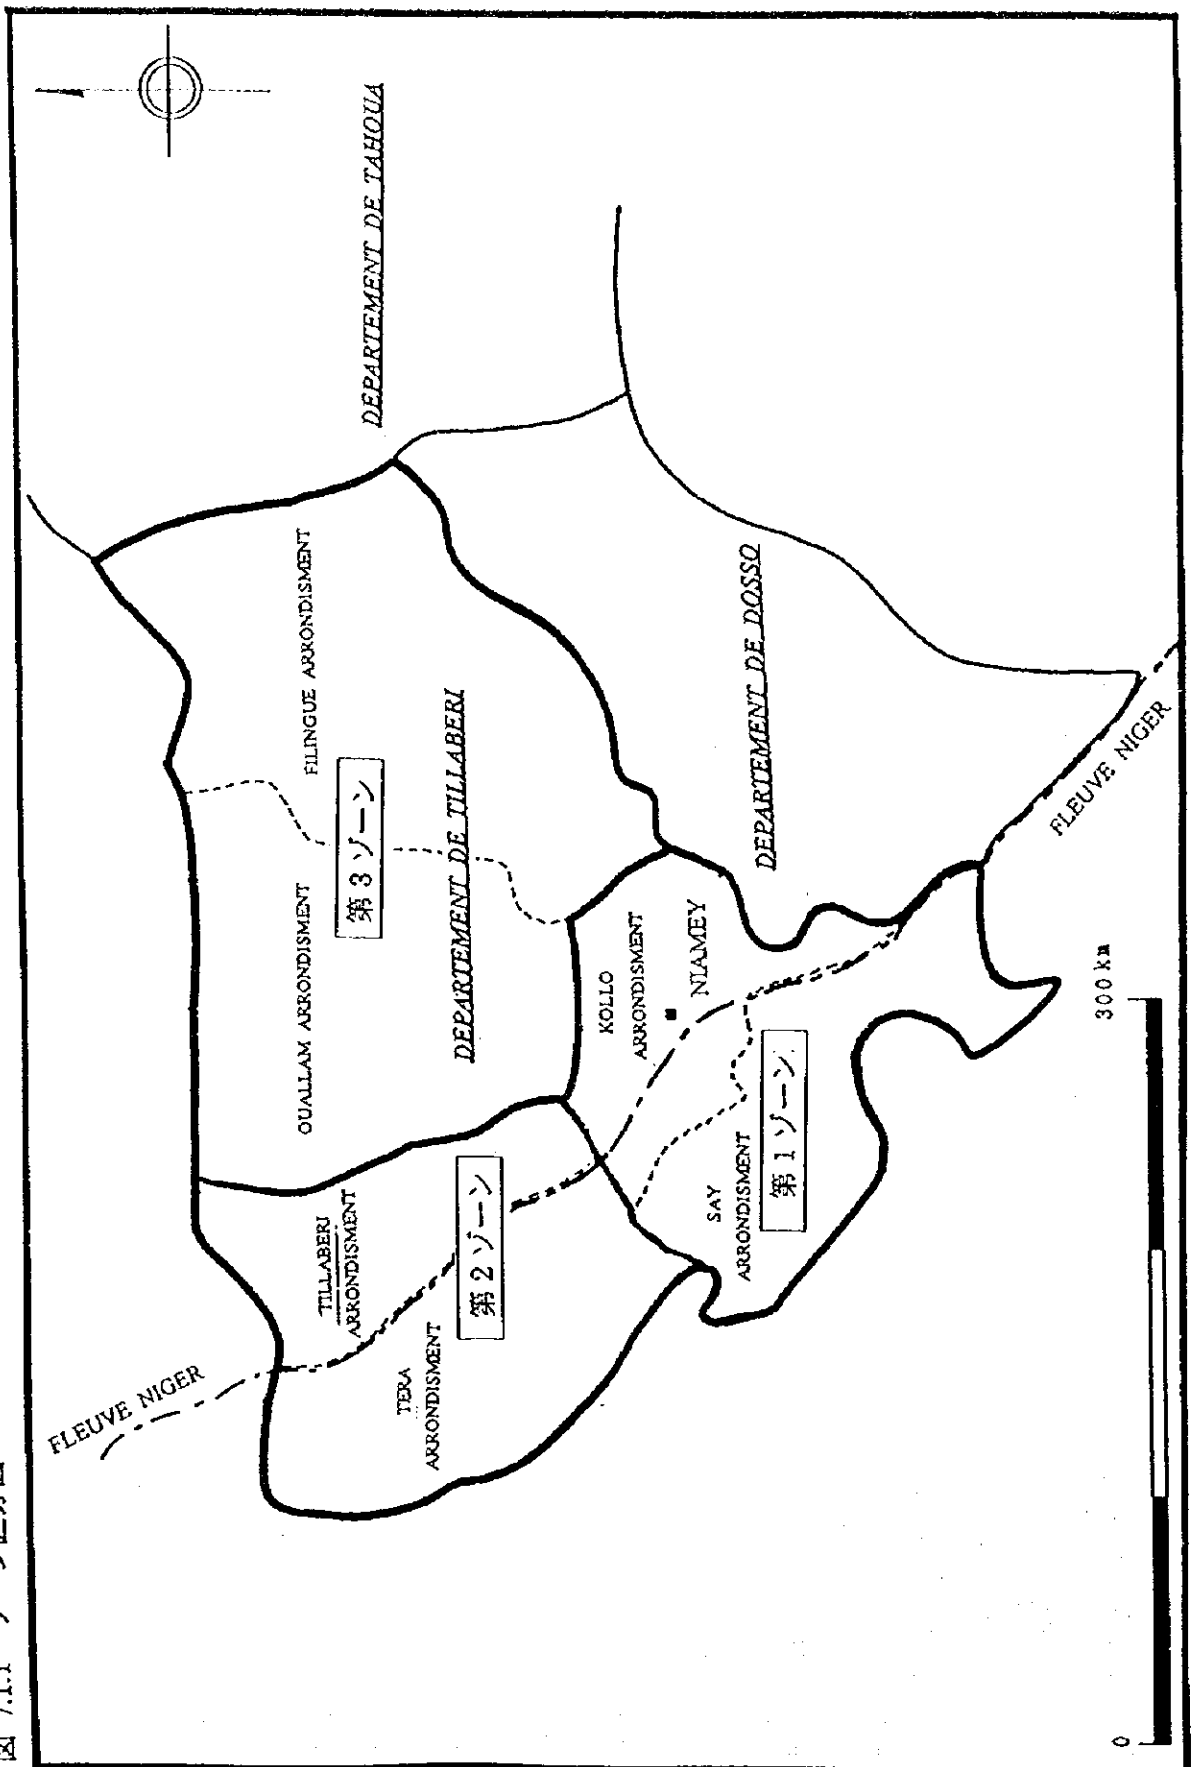 図 7.1.1 ゾーン区分図
DEPARTEMENT DE TAHOUA
FLEUVE NIGER
FILINGUE ARRONDISMENT
OUALLAM ARRONDISMENT
第3ゾーン
TILLABERI
ARRONDISMENT
DEPARTEMENT DE TILLABERI
TERA
ARRONDISMENT
第2ゾーン
KOLLO
ARRONDISMENT
NIAMEY
DEPARTEMENT DE DOSSO
SAY
ARRONDISMENT
第1ゾーン
FLEUVE NIGER
0
300km